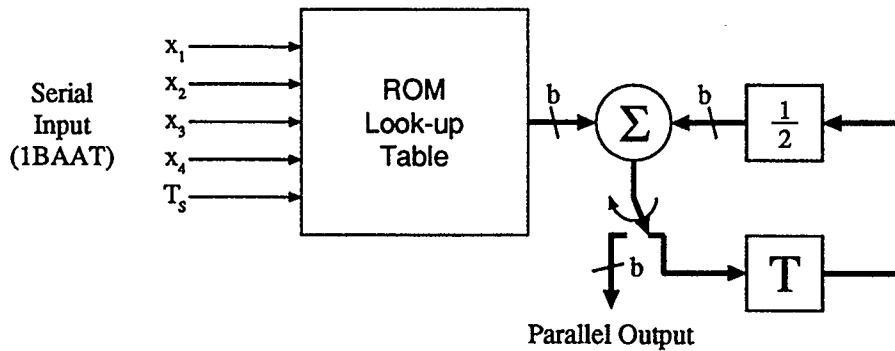 Serial
Input
(1BAAT)
x₁
x₂
x₃
x₄
Tₛ
ROM
Look-up
Table
b
Σ
b
1/2
b
T
Parallel Output